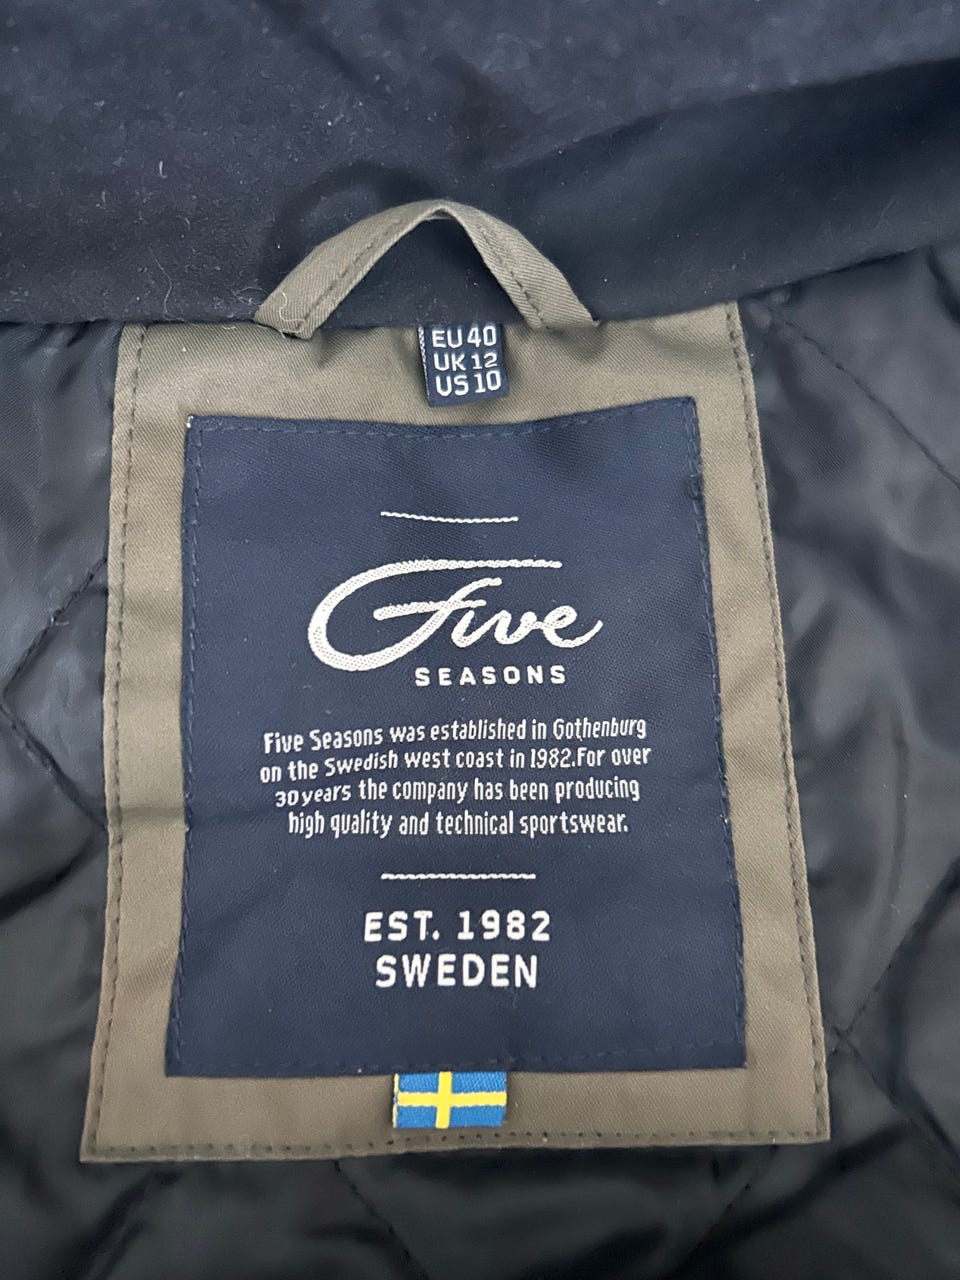 EU 40
UK 12
US 10
Five
SEASONS
Five Seasons was established in Gothenburg
on the Swedish west coast in 1982.For over
30 years the company has been producing
high quality and technical sportswear.
EST. 1982
SWEDEN